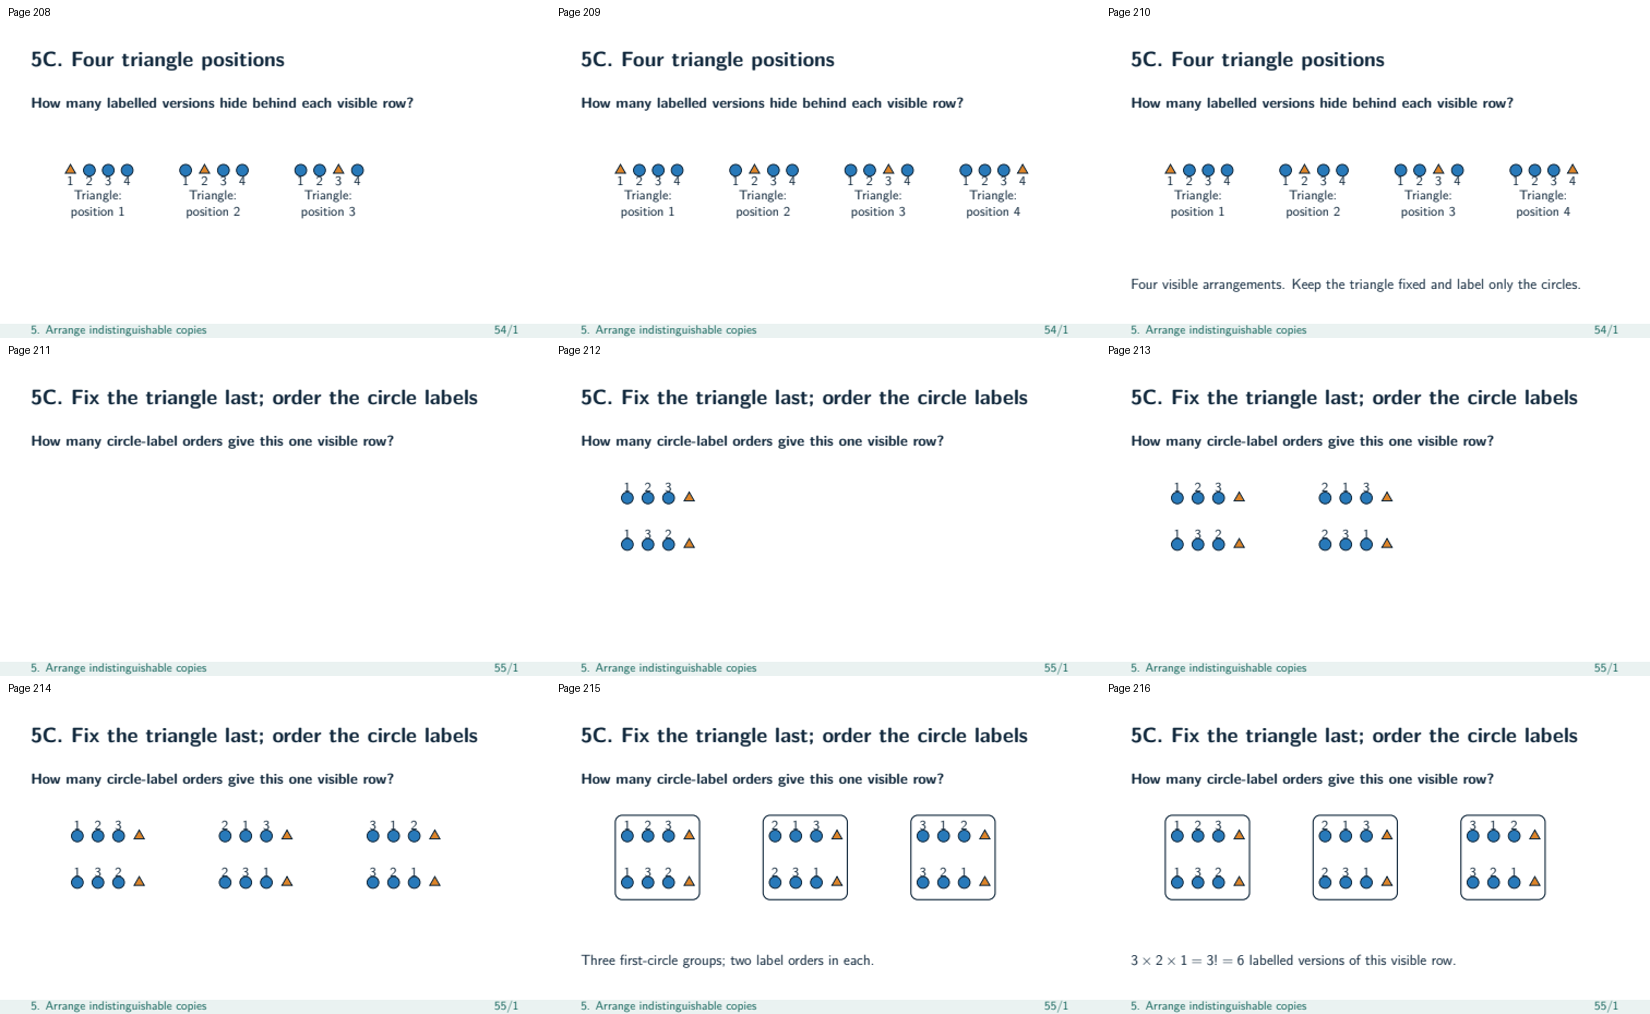 Page 208
5C. Four triangle positions
How many labelled versions hide behind each visible row?
1 2 3 4
Triangle:
position 1
1 2 3 4
Triangle:
position 2
1 2 3 4
Triangle:
position 3
5. Arrange indistinguishable copies 54/1
Page 209
5C. Four triangle positions
How many labelled versions hide behind each visible row?
1 2 3 4
Triangle:
position 1
1 2 3 4
Triangle:
position 2
1 2 3 4
Triangle:
position 3
1 2 3 4
Triangle:
position 4
5. Arrange indistinguishable copies 54/1
Page 210
5C. Four triangle positions
How many labelled versions hide behind each visible row?
1 2 3 4
Triangle:
position 1
1 2 3 4
Triangle:
position 2
1 2 3 4
Triangle:
position 3
1 2 3 4
Triangle:
position 4
Four visible arrangements. Keep the triangle fixed and label only the circles.
5. Arrange indistinguishable copies 54/1
Page 211
5C. Fix the triangle last; order the circle labels
How many circle-label orders give this one visible row?
5. Arrange indistinguishable copies 55/1
Page 212
5C. Fix the triangle last; order the circle labels
How many circle-label orders give this one visible row?
1 2 3
1 3 2
5. Arrange indistinguishable copies 55/1
Page 213
5C. Fix the triangle last; order the circle labels
How many circle-label orders give this one visible row?
1 2 3 2 1 3
1 3 2 2 3 1
5. Arrange indistinguishable copies 55/1
Page 214
5C. Fix the triangle last; order the circle labels
How many circle-label orders give this one visible row?
1 2 3 2 1 3 3 1 2
1 3 2 2 3 1 3 2 1
5. Arrange indistinguishable copies 55/1
Page 215
5C. Fix the triangle last; order the circle labels
How many circle-label orders give this one visible row?
1 2 3 2 1 3 3 1 2
1 3 2 2 3 1 3 2 1
Three first-circle groups; two label orders in each.
5. Arrange indistinguishable copies 55/1
Page 216
5C. Fix the triangle last; order the circle labels
How many circle-label orders give this one visible row?
1 2 3 2 1 3 3 1 2
1 3 2 2 3 1 3 2 1
3 × 2 × 1 = 3! = 6 labelled versions of this visible row.
5. Arrange indistinguishable copies 55/1